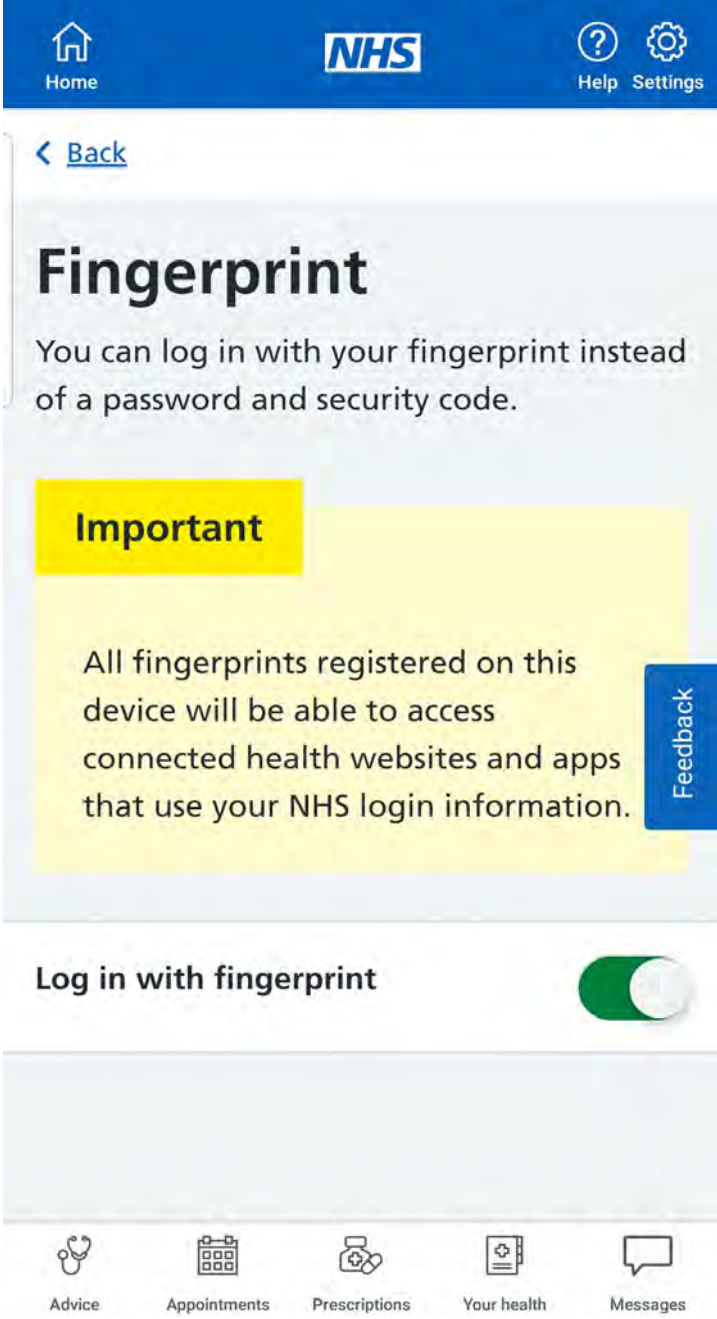 Home
NHS
Help Settings
Back
Fingerprint
You can log in with your fingerprint instead
of a password and security code.
Important
All fingerprints registered on this
device will be able to access
connected health websites and apps
that use your NHS login information.
Feedback
Log in with fingerprint
Advice Appointments Prescriptions Your health Messages